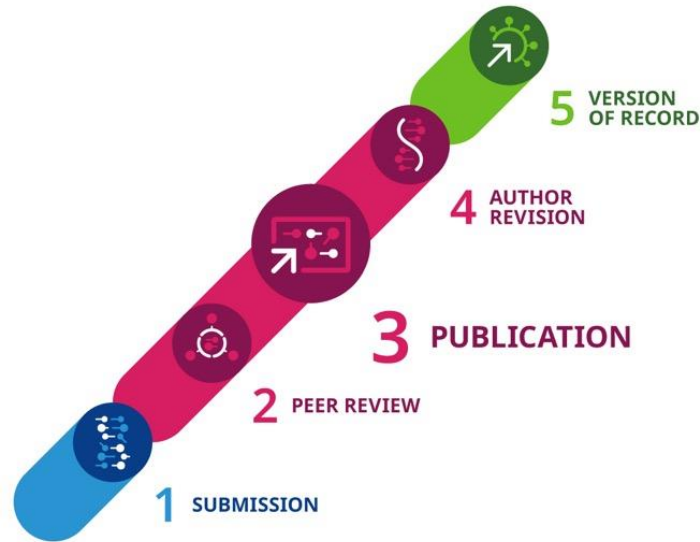 5 VERSION
OF RECORD
4 AUTHOR
REVISION
3 PUBLICATION
2 PEER REVIEW
1 SUBMISSION